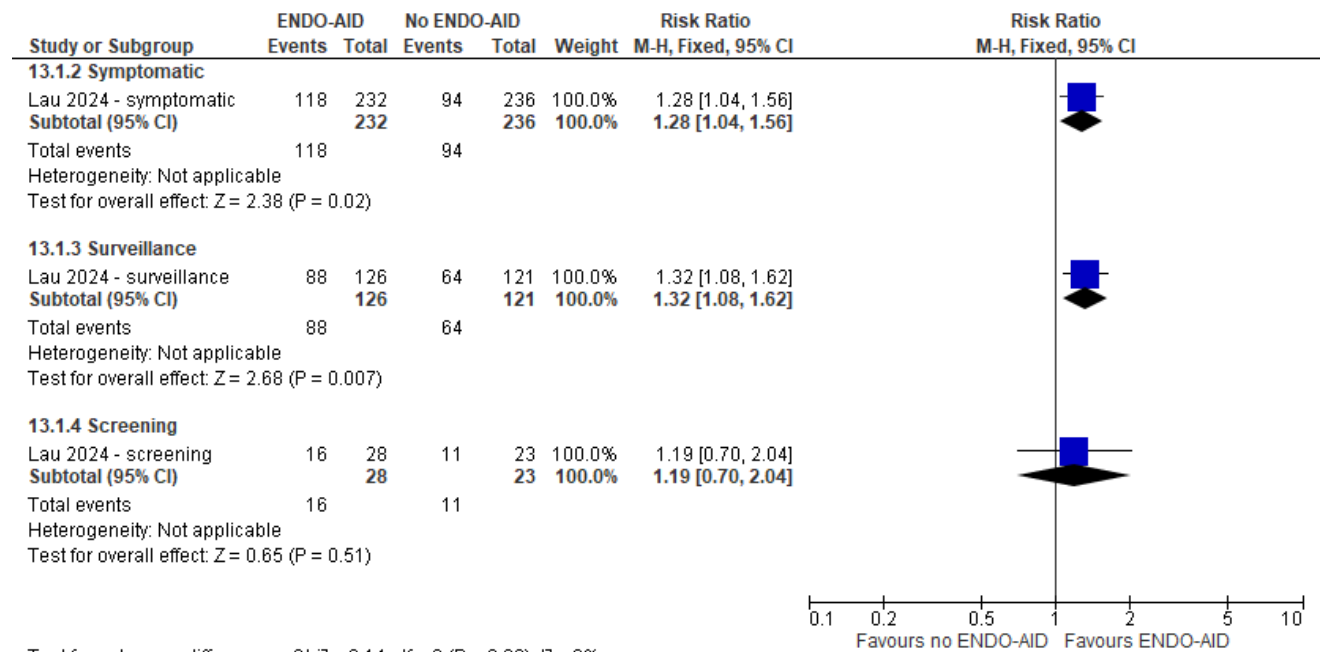 ENDO-AID No ENDO-AID Risk Ratio Risk Ratio
Study or Subgroup Events Total Events Total Weight M-H, Fixed, 95% CI M-H, Fixed, 95% CI
13.1.2 Symptomatic
Lau 2024 - symptomatic 118 232 94 236 100.0% 1.28 [1.04, 1.56]
Subtotal (95% CI) 232 236 100.0% 1.28 [1.04, 1.56]
Total events 118 94
Heterogeneity: Not applicable
Test for overall effect: Z = 2.38 (P = 0.02)
13.1.3 Surveillance
Lau 2024 - surveillance 88 126 64 121 100.0% 1.32 [1.08, 1.62]
Subtotal (95% CI) 126 121 100.0% 1.32 [1.08, 1.62]
Total events 88 64
Heterogeneity: Not applicable
Test for overall effect: Z = 2.68 (P = 0.007)
13.1.4 Screening
Lau 2024 - screening 16 28 11 23 100.0% 1.19 [0.70, 2.04]
Subtotal (95% CI) 28 23 100.0% 1.19 [0.70, 2.04]
Total events 16 11
Heterogeneity: Not applicable
Test for overall effect: Z = 0.65 (P = 0.51)
0.1 0.2 0.5 1 2 5 10
Favours no ENDO-AID Favours ENDO-AID